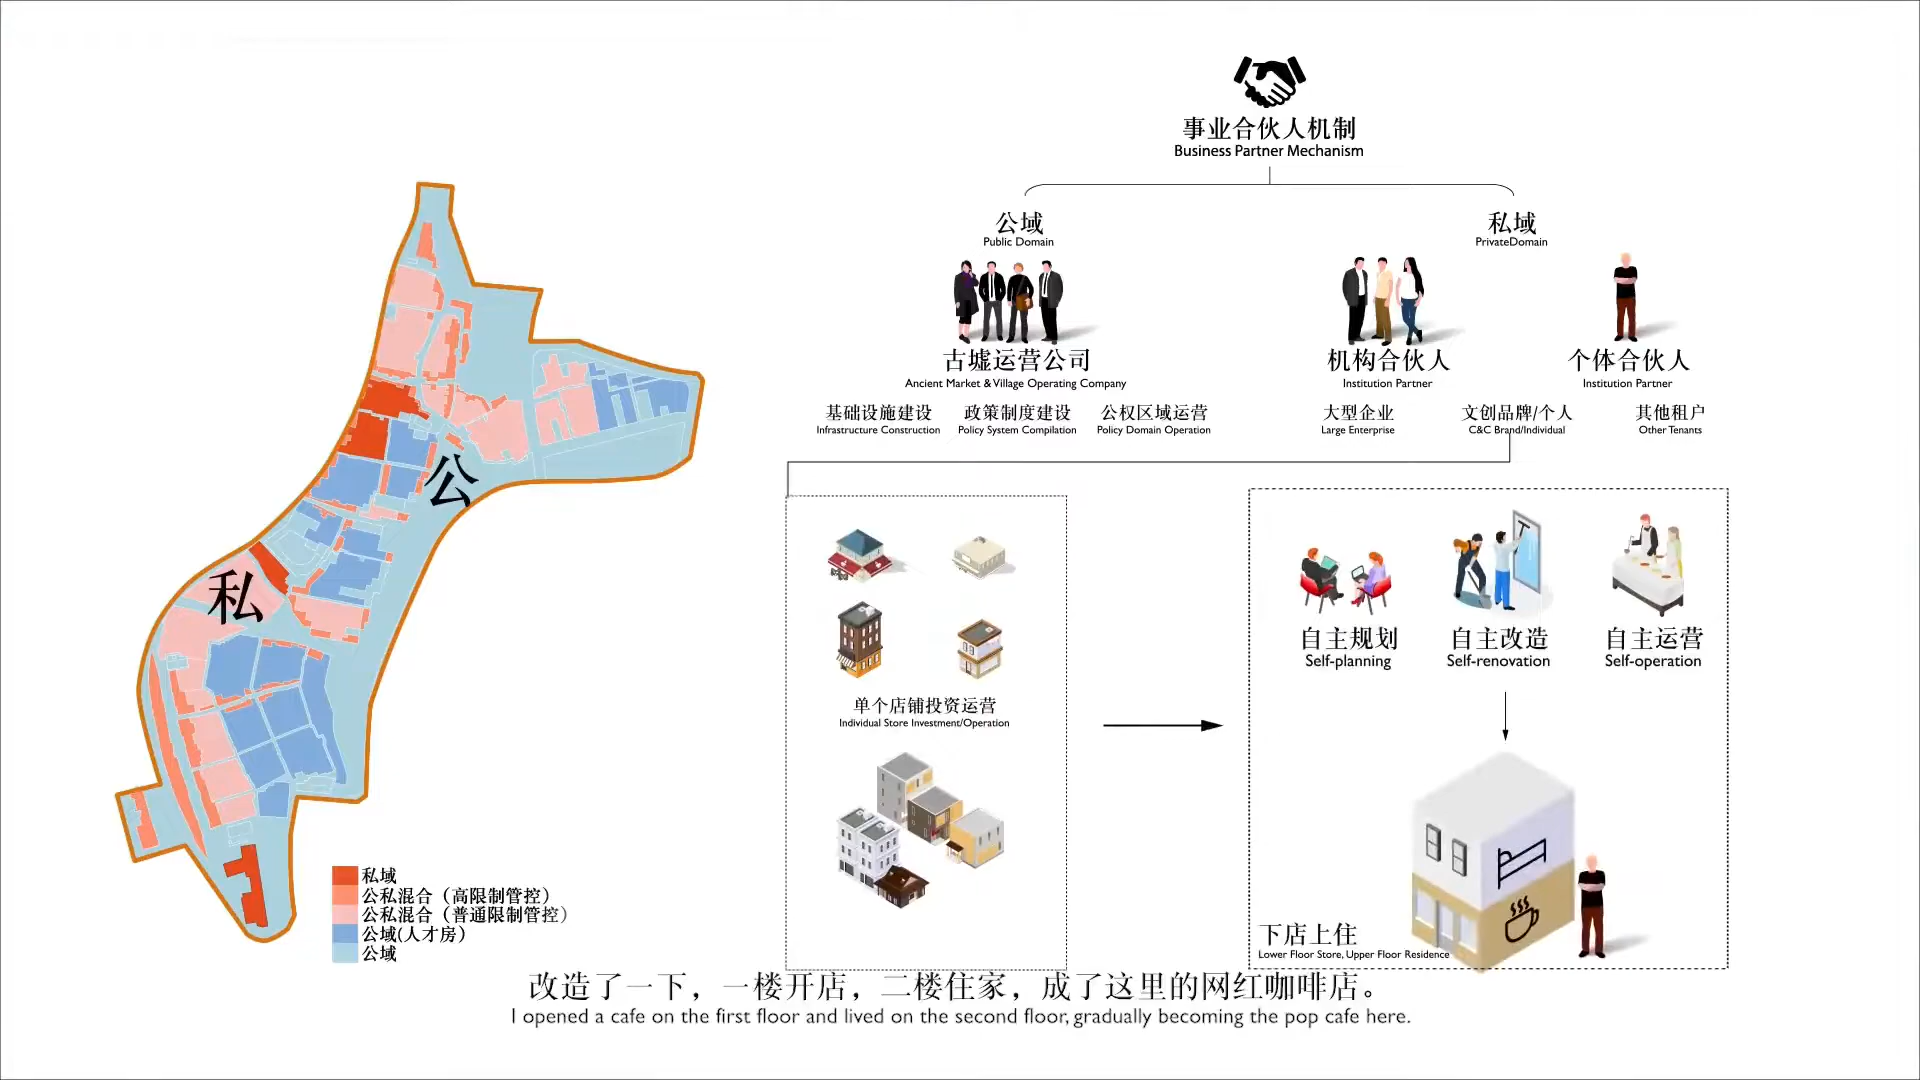 事业合伙人机制
Business Partner Mechanism
公域
Public Domain
私域
PrivateDomain
古墟运营公司
Ancient Market & Village Operating Company
机构合伙人
Institution Partner
个体合伙人
Institution Partner
基础设施建设
Infrastructure Construction
政策制度建设
Policy System Compilation
公权区域运营
Policy Domain Operation
大型企业
Large Enterprise
文创品牌/个人
C&C Brand/Individual
其他租户
Other Tenants
公
私
私域
公私混合（高限制管控）
公私混合（普通限制管控）
公域(人才房）
公域
单个店铺投资运营
Individual Store Investment/Operation
自主规划
Self-planning
自主改造
Self-renovation
自主运营
Self-operation
下店上住
Lower Floor Store, Upper Floor Residence
改造了一下，一楼开店，二楼住家，成了这里的网红咖啡店。
I opened a cafe on the first floor and lived on the second floor, gradually becoming the pop cafe here.